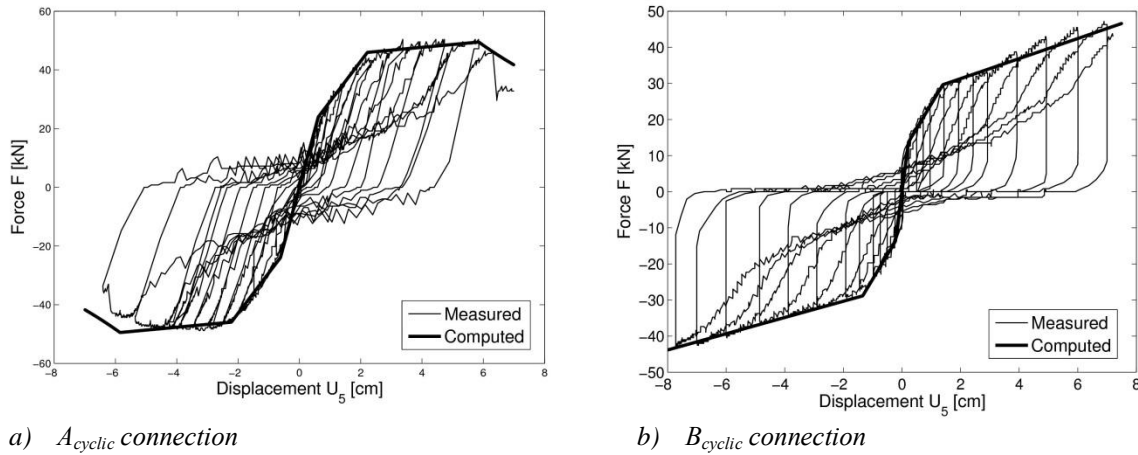 a)
60
40
20
0
−20
−40
−60
Force F [kN]
−8 −6 −4 −2 0 2 4 6 8
Displacement U5 [cm]
Measured
Computed
a) Acyclic connection
b)
50
40
30
20
10
0
−10
−20
−30
−40
−50
Force F [kN]
−8 −6 −4 −2 0 2 4 6 8
Displacement U5 [cm]
Measured
Computed
b) Bcyclic connection